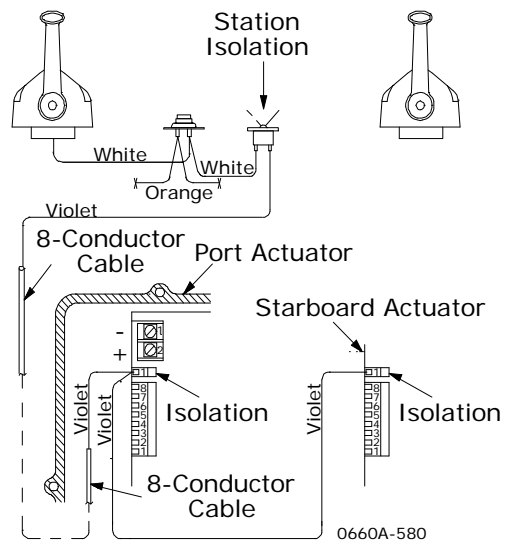 Station
Isolation
White
White
Orange
Violet
8-Conductor
Cable
Port Actuator
Starboard Actuator
-
+
1
2
1
8
7
6
5
4
3
2
1
Isolation
Violet
Violet
Violet
1
8
7
6
5
4
3
2
1
Isolation
8-Conductor
Cable
0660A-580